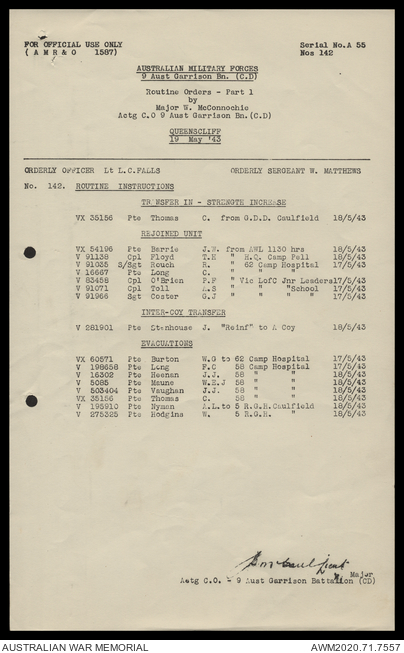 FOR OFFICIAL USE ONLY
( A M R & O 1587)
Serial No.A 55
Nos 142
AUSTRALIAN MILITARY FORCES
9 Aust Garrison Bn. (C.D)
Routine Orders - Part 1
by
Major W. McConnochie
Actg C.O 9 Aust Garrison Bn.(C.D)
QUEENSCLIFF
19 May '43
ORDERLY OFFICER Lt L.C.FALLS ORDERLY SERGEANT W. MATTHEWS
No. 142. ROUTINE INSTRUCTIONS
TRANSFER IN - STRENGTH INCREASE
VX 35156 Pte Thomas C. from G.D.D. Caulfield 18/5/43
REJOINED UNIT
VX 54196 Pte Barrie J.W. from AWL 1130 hrs 18/5/43
V 91138 Cpl Floyd T.H " H.Q. Camp Pell 18/5/43
V 91035 S/Sgt Rouch R. " 62 Camp Hospital 17/5/43
V 16667 Pte Long C. " " " 17/5/43
V 83458 Cpl O'Brien P.F " Vic LofC Jnr Leaders 17/5/43
V 91071 Cpl Toll A.S " " "School 17/5/43
V 91966 Sgt Coster G.J " " " 17/5/43
INTER-COY TRANSFER
V 281901 Pte Stenhouse J. "Reinf" to A Coy 18/5/43
EVACUATIONS
VX 60571 Pte Burton W.G to 62 Camp Hospital 17/5/43
V 198658 Pte Long F.C 58 Camp Hospital 17/5/43
V 16302 Pte Heenan J.J. 58 " " 18/5/43
V 5085 Pte Maune W.E.J 58 " " 18/5/43
V 503404 Pte Vaughan J.J. 58 " " 18/5/43
VX 35156 Pte Thomas C. 58 " " 18/5/43
V 195910 Pte Nyman A.L. to 5 R.G.H. Caulfield 18/5/43
V 275325 Pte Hodgins W. 5 R.G.H. " 18/5/43
Major
Actg C.O. - 9 Aust Garrison Battalion (CD)
AUSTRALIAN WAR MEMORIAL
AWM2020.71.7557